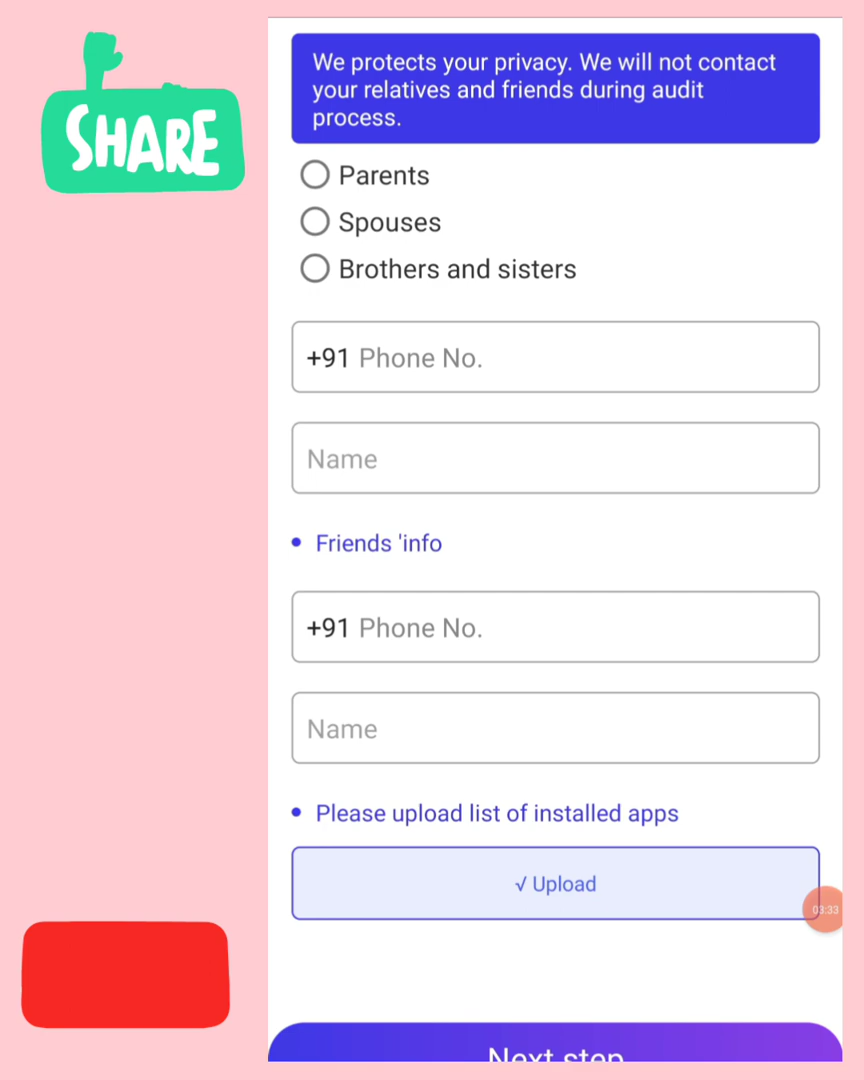 SHARE
We protects your privacy. We will not contact
your relatives and friends during audit
process.
Parents
Spouses
Brothers and sisters
+91 Phone No.
Name
• Friends 'info
+91 Phone No.
Name
• Please upload list of installed apps
√ Upload
03:33
Next step